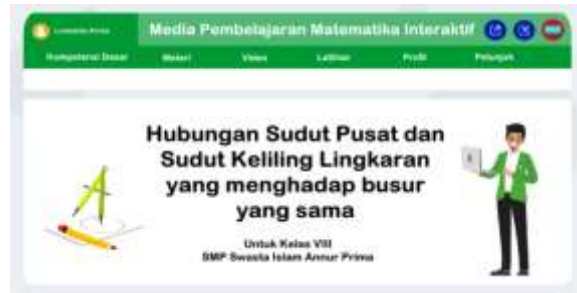 Media Pembelajaran Matematika Interaktif
Kompetensi Dasar Materi Video Latihan Profil Petunjuk
Hubungan Sudut Pusat dan
Sudut Keliling Lingkaran
yang menghadap busur
yang sama
Untuk Kelas VIII
SMP Swasta Islam Annur Prima